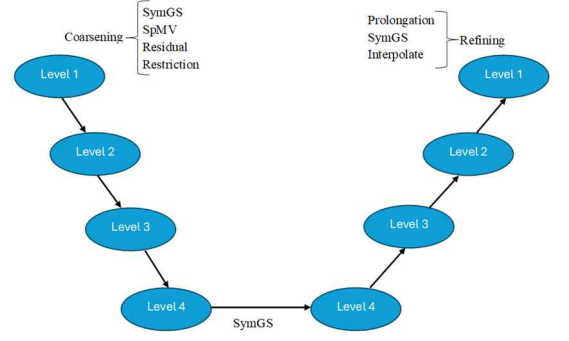 Coarsening
SymGS
SpMV
Residual
Restriction
Prolongation
SymGS
Interpolate
Refining
Level 1
Level 1
Level 2
Level 2
Level 3
Level 3
Level 4
Level 4
SymGS